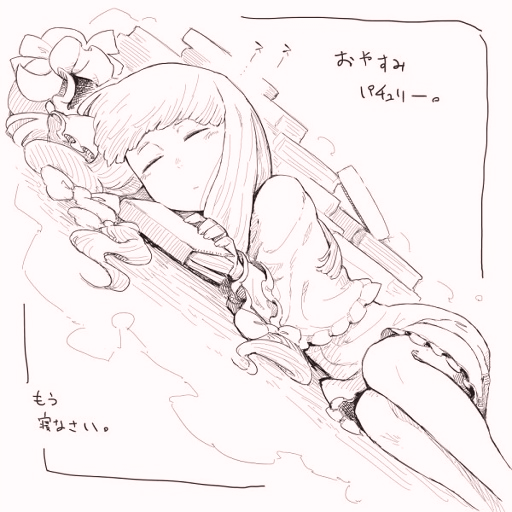 おやすみ
パチュリー。
もう
寝なさい。